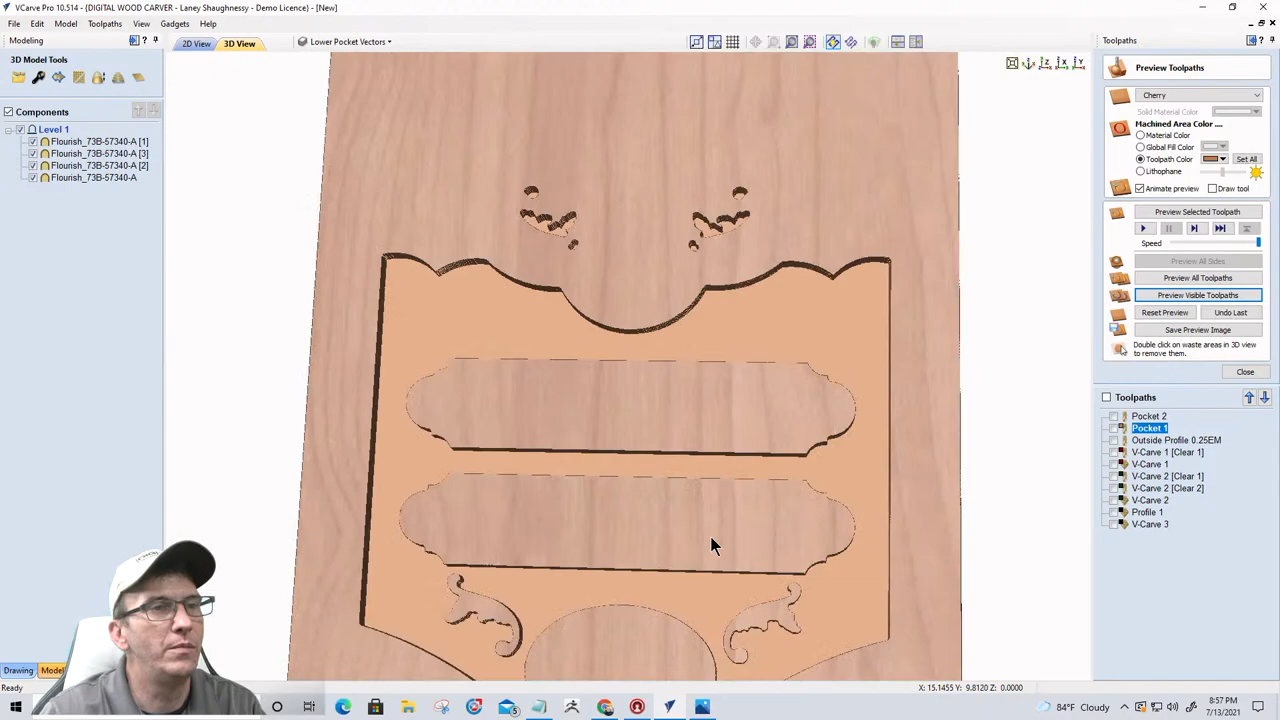 VCarve Pro 10.514 - {DIGITAL WOOD CARVER - Laney Shaughnessy - Demo Licence} - [New]
File Edit Model Toolpaths View Gadgets Help
Modeling
2D View 3D View Lower Pocket Vectors
Toolpaths
3D Model Tools
Components
Level 1
Flourish_73B-57340-A [1]
Flourish_73B-57340-A [3]
Flourish_73B-57340-A [2]
Flourish_73B-57340-A
Preview Toolpaths
Cherry
Solid Material Color
Machined Area Color ....
Material Color
Global Fill Color
Toolpath Color Set All
Lithophane
Animate preview Draw tool
Preview Selected Toolpath
Speed
Preview All Sides
Preview All Toolpaths
Preview Visible Toolpaths
Reset Preview Undo Last
Save Preview Image
Double click on waste areas in 3D view
to remove them.
Close
Toolpaths
Pocket 2
Pocket 1
Outside Profile 0.25EM
V-Carve 1 [Clear 1]
V-Carve 1
V-Carve 2 [Clear 1]
V-Carve 2 [Clear 2]
V-Carve 2
Profile 1
V-Carve 3
Drawing Model
Ready
X: 15.1455 Y: 9.8120 Z: 0.0000
84°F Cloudy
8:57 PM
7/13/2021